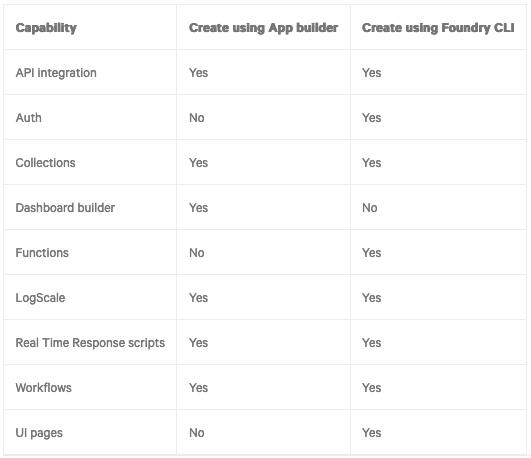 Capability Create using App builder Create using Foundry CLI
API integration Yes Yes
Auth No Yes
Collections Yes Yes
Dashboard builder Yes No
Functions No Yes
LogScale Yes Yes
Real Time Response scripts Yes Yes
Workflows Yes Yes
UI pages No Yes